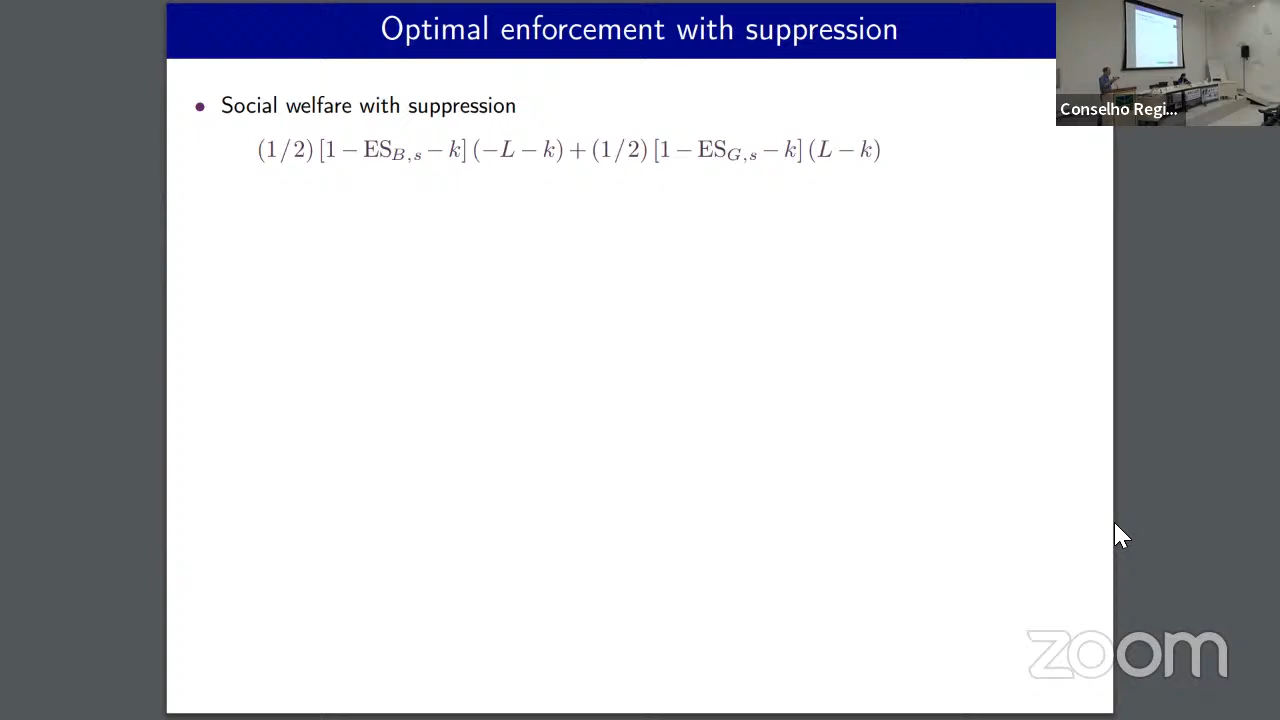 Optimal enforcement with suppression
• Social welfare with suppression
(1/2) [1 − ES_{B,s} − k] (−L − k) + (1/2) [1 − ES_{G,s} − k] (L − k)
Conselho Regi...
zoom